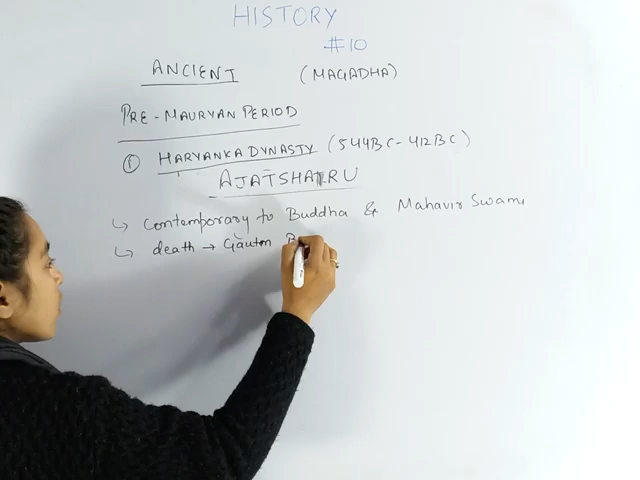 HISTORY
#10
ANCIENT (MAGADHA)
PRE-MAURYAN PERIOD
① HARYANKA DYNASTY (544BC-412BC)
AJATSHATRU
↳ Contemporary to Buddha & Mahavir Swami
↳ death → Gautm B